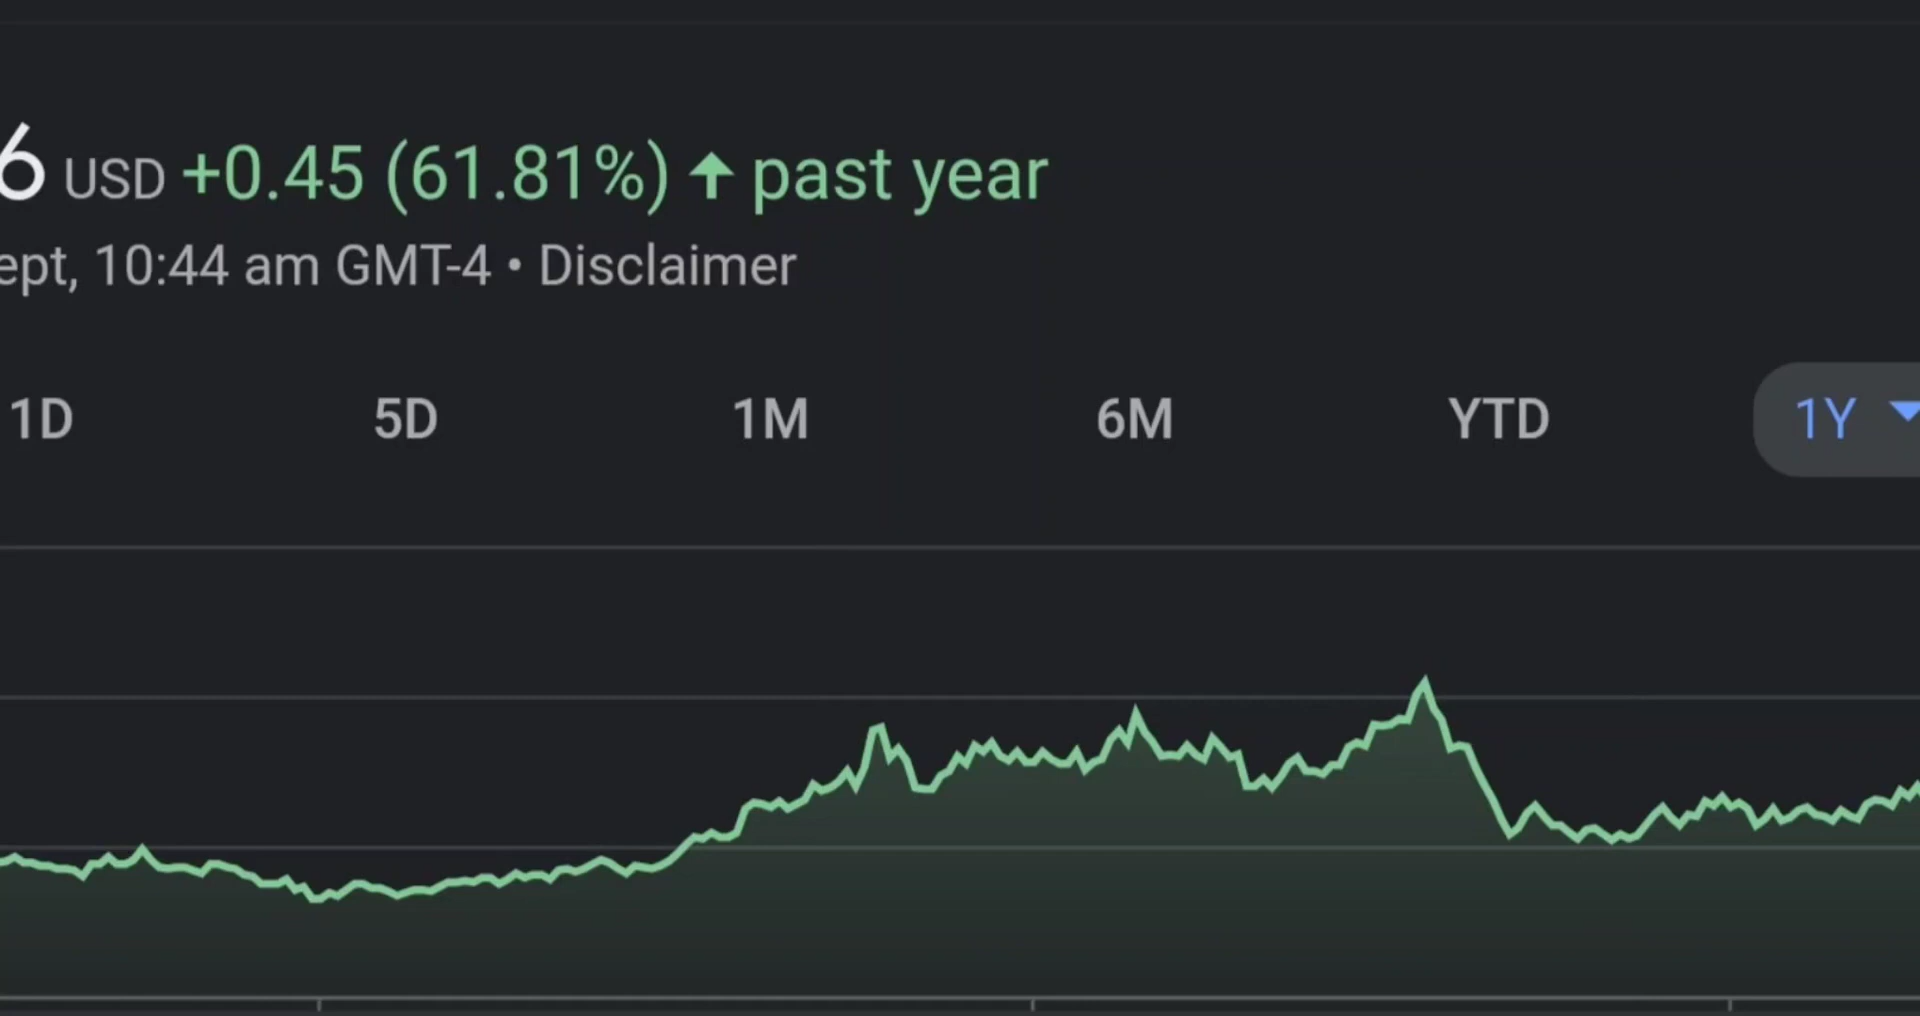 6 USD +0.45 (61.81%) ↑ past year
ept, 10:44 am GMT-4 • Disclaimer
1D 5D 1M 6M YTD 1Y